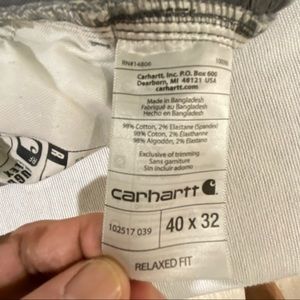 RN#14806
Carhartt, Inc. P.O. Box 600
Dearborn, MI 48121 USA
carhartt.com
Made in Bangladesh
Fabriqué au Bangladesh
Hecho en Bangladesh
98% Cotton, 2% Elastane (Spandex)
98% Coton, 2% Élasthanne
98% Algodón, 2% Elastano
Exclusive of trimming
Sans garniture
Sin incluir adorno
carhartt
102517 039
40 x 32
RELAXED FIT